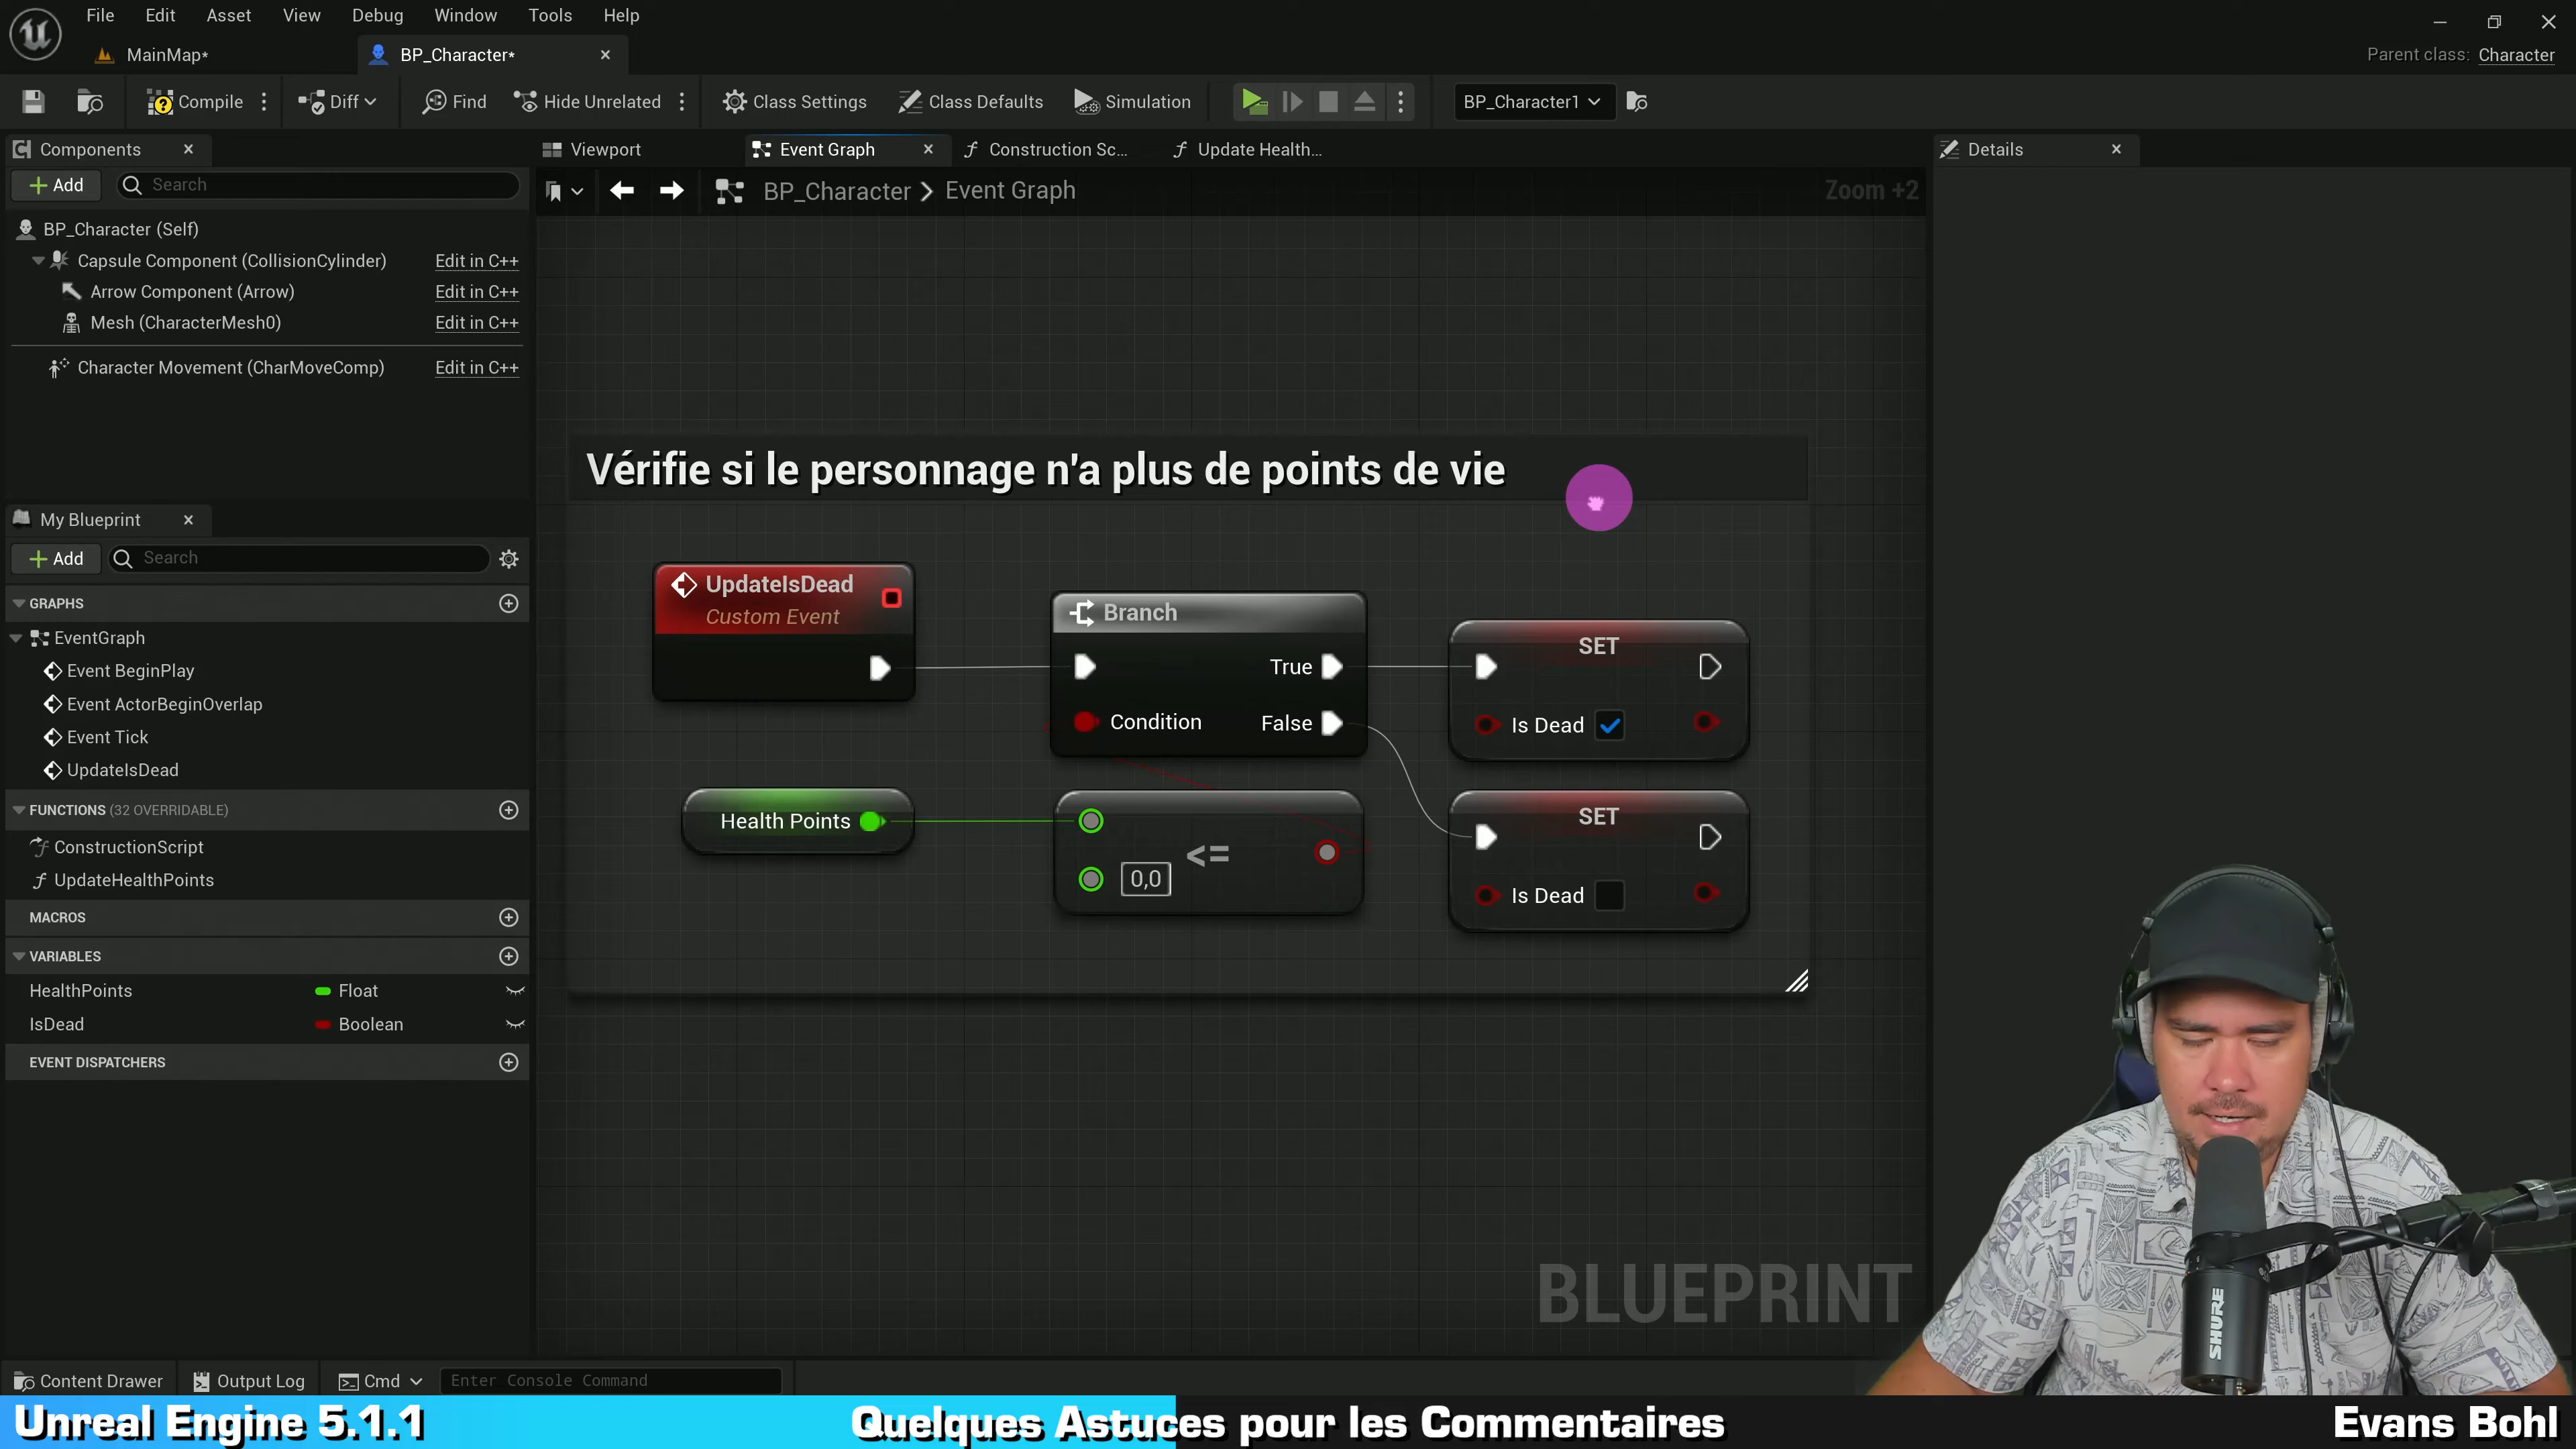 File Edit Asset View Debug Window Tools Help
MainMap* BP_Character*
Parent class: Character
Compile Diff Find Hide Unrelated Class Settings Class Defaults Simulation BP_Character1
Components
Add Search
BP_Character (Self)
Capsule Component (CollisionCylinder) Edit in C++
Arrow Component (Arrow) Edit in C++
Mesh (CharacterMesh0) Edit in C++
Character Movement (CharMoveComp) Edit in C++
My Blueprint
Add Search
GRAPHS
EventGraph
Event BeginPlay
Event ActorBeginOverlap
Event Tick
UpdateIsDead
FUNCTIONS (32 OVERRIDABLE)
ConstructionScript
UpdateHealthPoints
MACROS
VARIABLES
HealthPoints Float
IsDead Boolean
EVENT DISPATCHERS
Viewport Event Graph Construction Sc... Update Health...
BP_Character > Event Graph
Zoom +2
Vérifie si le personnage n'a plus de points de vie
UpdateIsDead
Custom Event
Branch
True
Condition False
SET
Is Dead
Health Points
<=
0,0
SET
Is Dead
BLUEPRINT
Details
SHURE
Content Drawer Output Log Cmd Enter Console Command
Unreal Engine 5.1.1 Quelques Astuces pour les Commentaires Evans Bohl